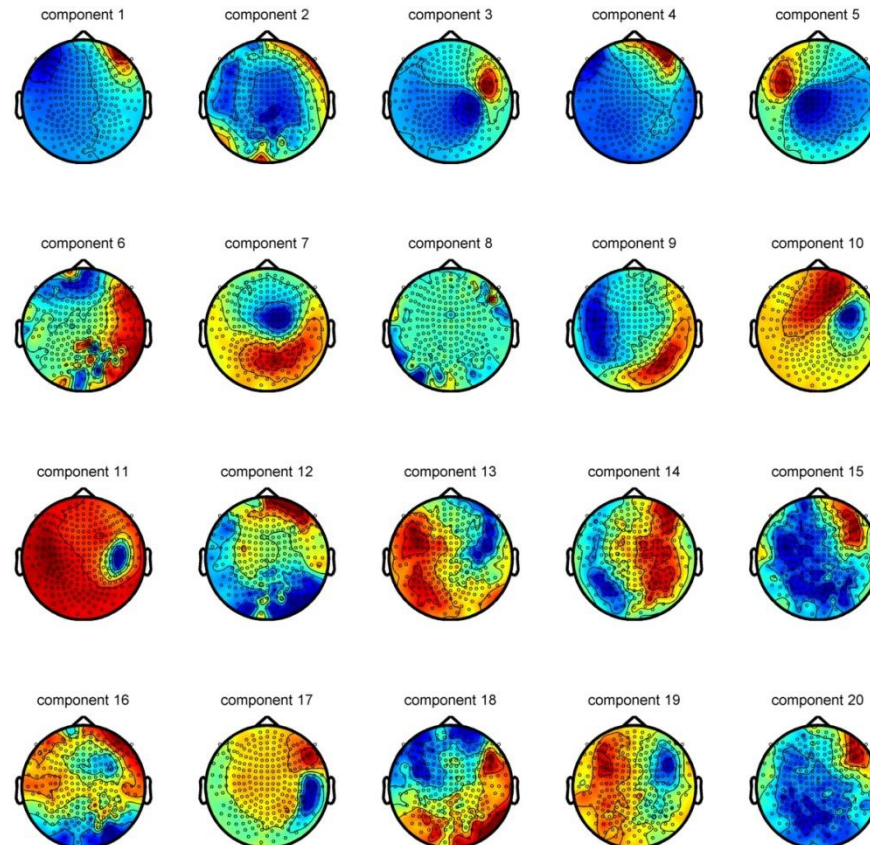 component 1
component 2
component 3
component 4
component 5
component 6
component 7
component 8
component 9
component 10
component 11
component 12
component 13
component 14
component 15
component 16
component 17
component 18
component 19
component 20